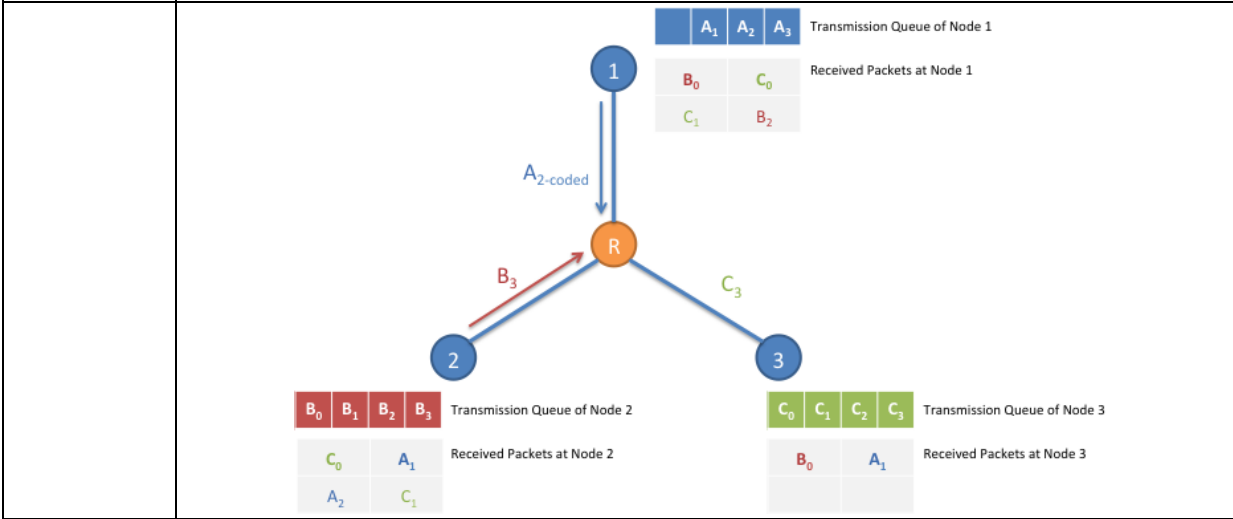 A1 A2 A3 Transmission Queue of Node 1
1
B0 C0 Received Packets at Node 1
C1 B2
A2-coded
R
B3
C3
2
3
B0 B1 B2 B3 Transmission Queue of Node 2
C0 C1 C2 C3 Transmission Queue of Node 3
C0 A1 Received Packets at Node 2
B0 A1 Received Packets at Node 3
A2 C1